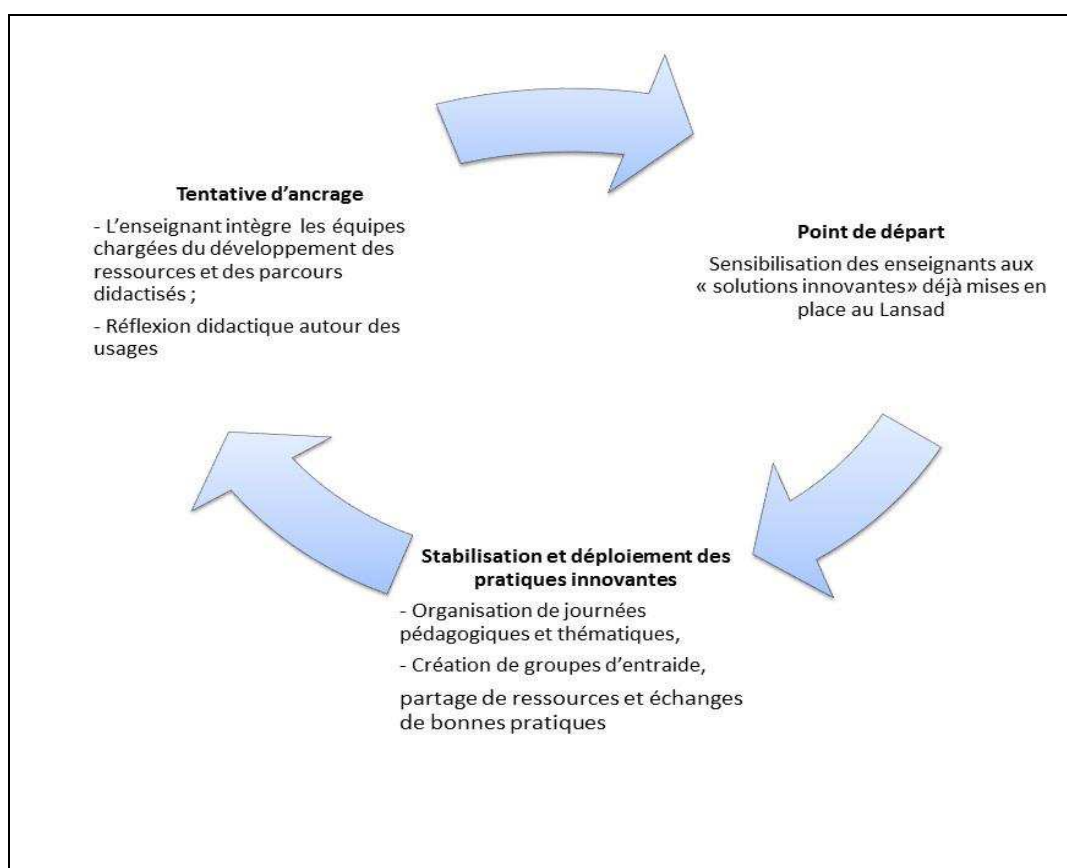 Tentative d'ancrage
- L'enseignant intègre les équipes
chargées du développement des
ressources et des parcours
didactisés ;
- Réflexion didactique autour des
usages
Point de départ
Sensibilisation des enseignants aux
« solutions innovantes» déjà mises en
place au Lansad
Stabilisation et déploiement des
pratiques innovantes
- Organisation de journées
pédagogiques et thématiques,
- Création de groupes d'entraide,
partage de ressources et échanges
de bonnes pratiques